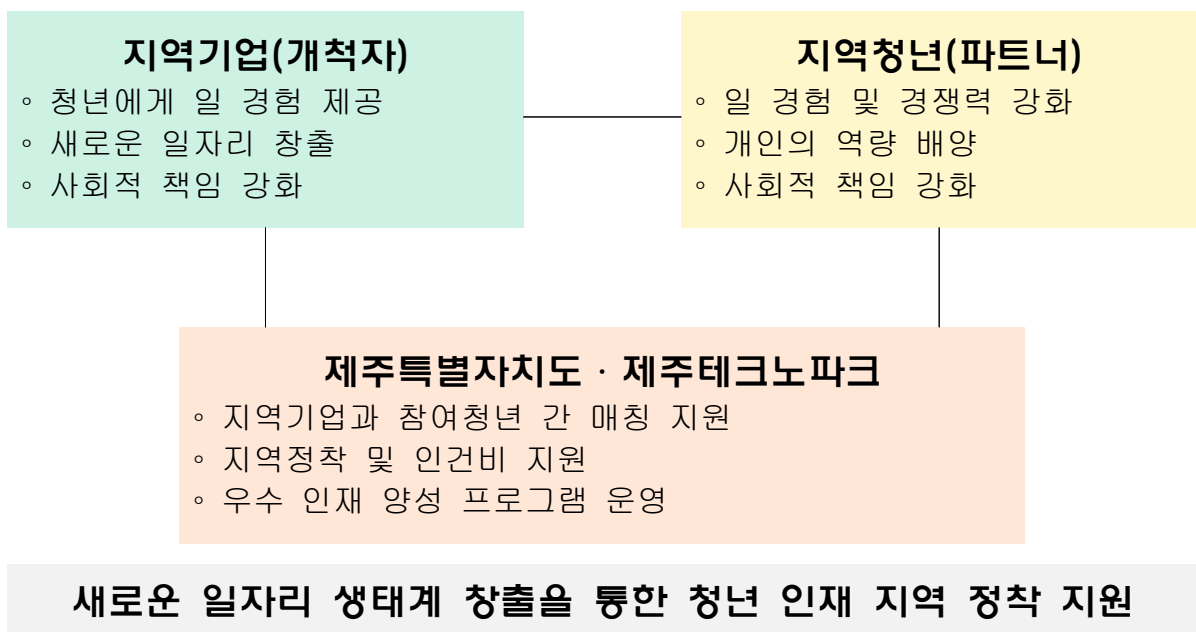 지역기업(개척자)
◦ 청년에게 일 경험 제공
◦ 새로운 일자리 창출
◦ 사회적 책임 강화
지역청년(파트너)
◦ 일 경험 및 경쟁력 강화
◦ 개인의 역량 배양
◦ 사회적 책임 강화
제주특별자치도 · 제주테크노파크
◦ 지역기업과 참여청년 간 매칭 지원
◦ 지역정착 및 인건비 지원
◦ 우수 인재 양성 프로그램 운영
새로운 일자리 생태계 창출을 통한 청년 인재 지역 정착 지원